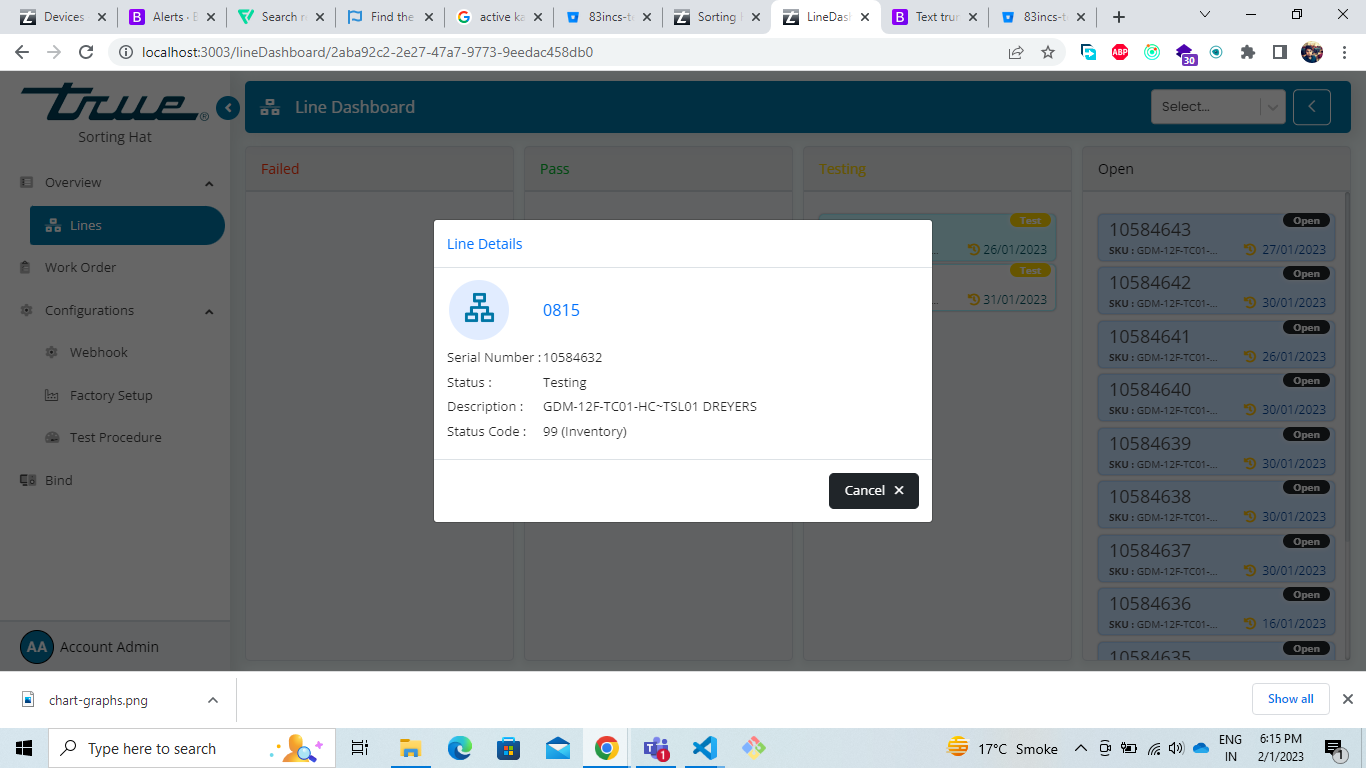 Devices
Alerts · B
Search r
Find the
active ka
83incs-t
Sorting
LineDas
Text trun
83incs-t
localhost:3003/lineDashboard/2aba92c2-2e27-47a7-9773-9eedac458db0
ABP
30
true®
Sorting Hat
Line Dashboard
Select...
Overview
Lines
Work Order
Configurations
Webhook
Factory Setup
Test Procedure
Bind
AA Account Admin
Failed
Pass
Testing
Test
26/01/2023
Test
31/01/2023
Open
Open
10584643
SKU : GDM-12F-TC01-... 27/01/2023
Open
10584642
SKU : GDM-12F-TC01-... 30/01/2023
Open
10584641
SKU : GDM-12F-TC01-... 26/01/2023
Open
10584640
SKU : GDM-12F-TC01-... 30/01/2023
Open
10584639
SKU : GDM-12F-TC01-... 30/01/2023
Open
10584638
SKU : GDM-12F-TC01-... 30/01/2023
Open
10584637
SKU : GDM-12F-TC01-... 30/01/2023
Open
10584636
SKU : GDM-12F-TC01-... 16/01/2023
Open
10584635
Line Details
0815
Serial Number : 10584632
Status : Testing
Description : GDM-12F-TC01-HC~TSL01 DREYERS
Status Code : 99 (Inventory)
Cancel ×
chart-graphs.png
Show all
Type here to search
1
17°C Smoke
ENG
IN
6:15 PM
2/1/2023
1